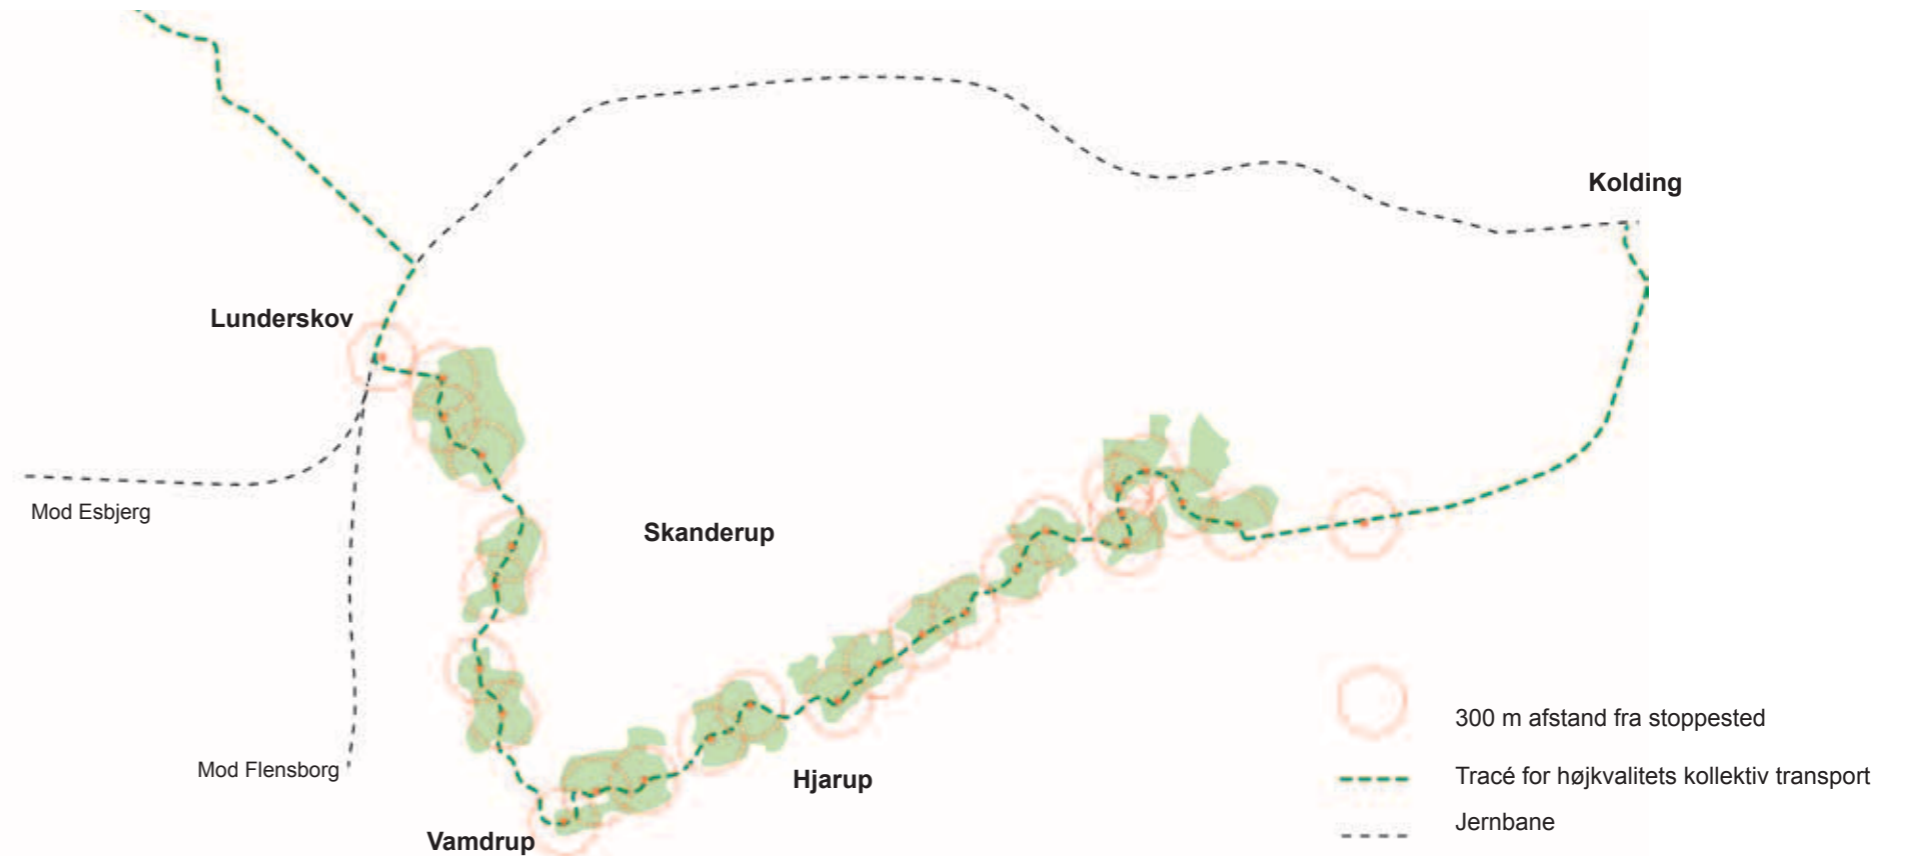 Kolding
Lunderskov
Mod Esbjerg
Skanderup
Mod Flensborg
Hjarup
Vamdrup
300 m afstand fra stoppested
Tracé for højkvalitets kollektiv transport
Jernbane